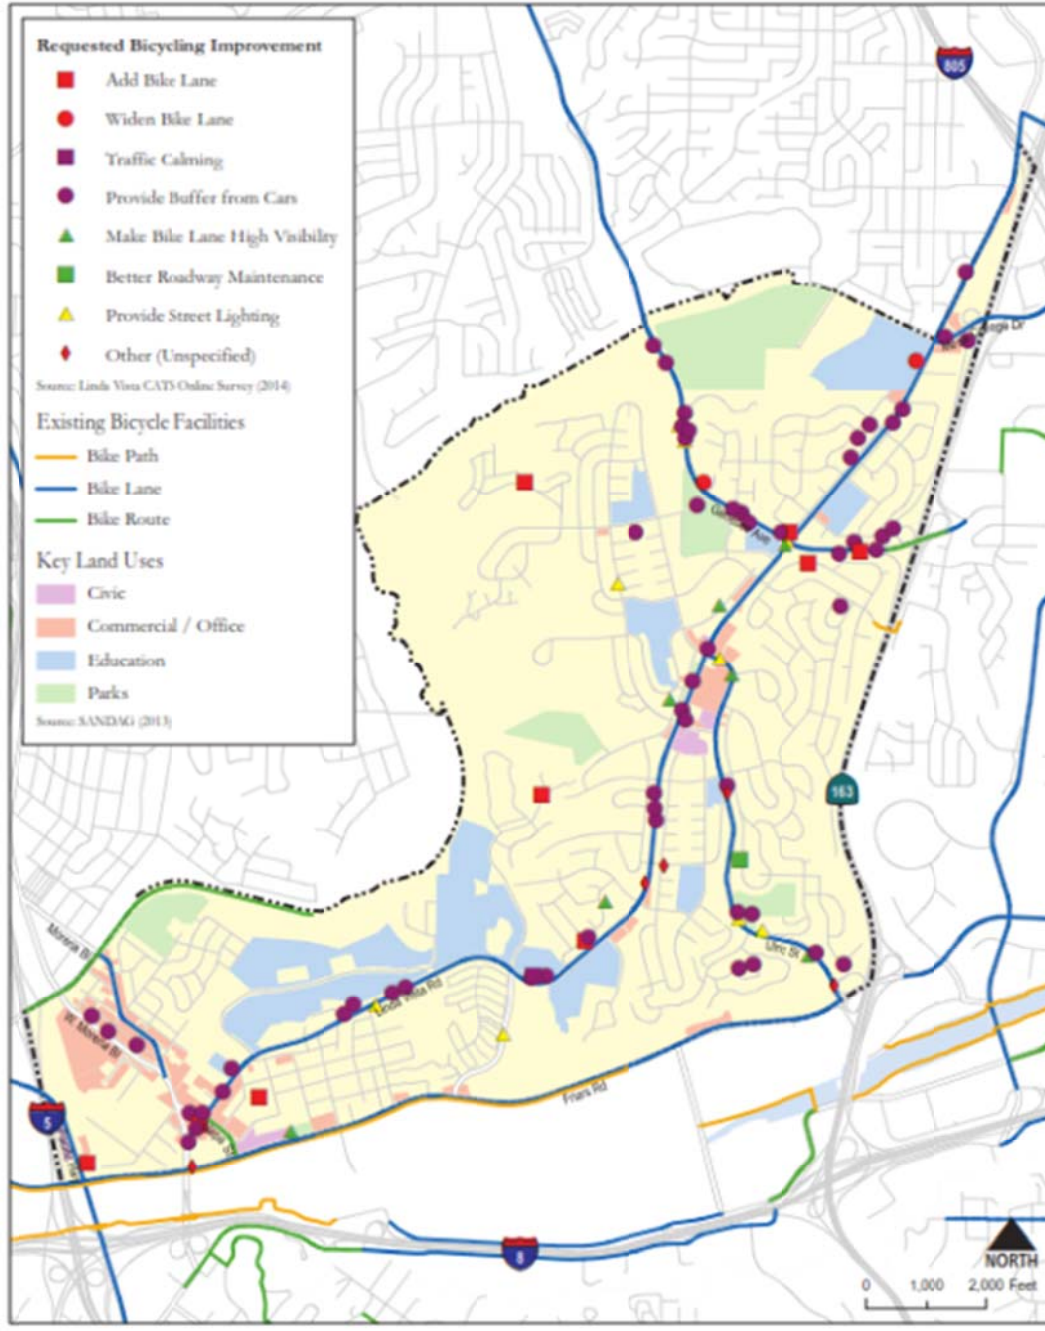 Requested Bicycling Improvement
Add Bike Lane
Widen Bike Lane
Traffic Calming
Provide Buffer from Cars
Make Bike Lane High Visibility
Better Roadway Maintenance
Provide Street Lighting
Other (Unspecified)
Source: Linda Vista CATS Online Survey (2014)
Existing Bicycle Facilities
Bike Path
Bike Lane
Bike Route
Key Land Uses
Civic
Commercial / Office
Education
Parks
Source: SANDAG (2013)
805
163
Ulric St
Linda Vista Rd
Morena Bl
W. Morena Bl
Friars Rd
5
8
NORTH
0 1,000 2,000 Feet